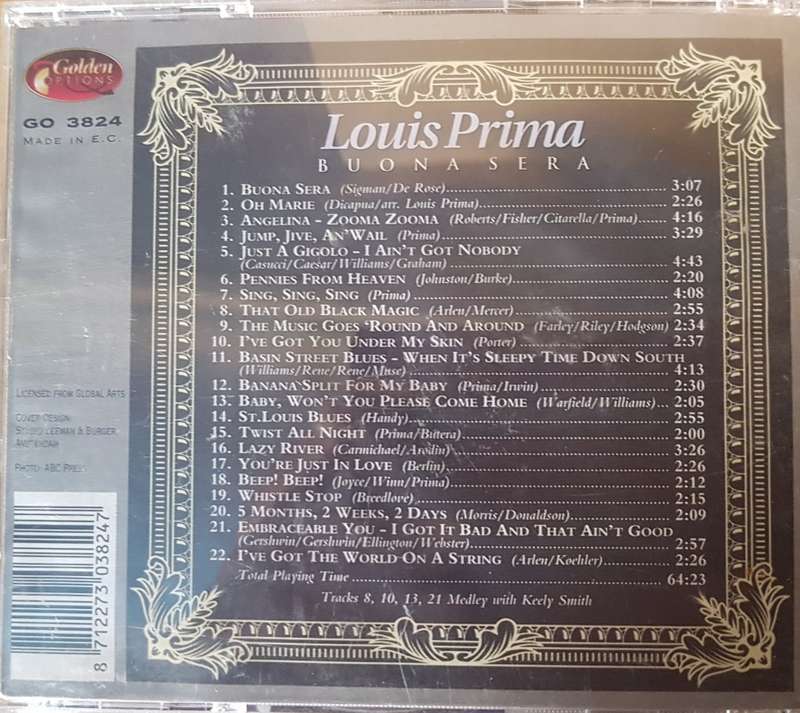 Golden
OPTIONS
GO 3824
MADE IN E.C.
Louis Prima
BUONA SERA
1. BUONA SERA (Sigman/De Rose) 3:07
2. OH MARIE (Dicapua/arr. Louis Prima) 2:26
3. ANGELINA - ZOOMA ZOOMA (Roberts/Fisher/Citarella/Prima) 4:16
4. JUMP, JIVE, AN'WAIL (Prima) 3:29
5. JUST A GIGOLO - I AIN'T GOT NOBODY
(Casucci/Caesar/Williams/Graham) 4:43
6. PENNIES FROM HEAVEN (Johnston/Burke) 2:20
7. SING, SING, SING (Prima) 4:08
8. THAT OLD BLACK MAGIC (Arlen/Mercer) 2:55
9. THE MUSIC GOES 'ROUND AND AROUND (Farley/Riley/Hodgson) 2:34
10. I'VE GOT YOU UNDER MY SKIN (Porter) 2:37
11. BASIN STREET BLUES - WHEN IT'S SLEEPY TIME DOWN SOUTH
(Williams/Rene/Rene/Muse) 4:13
12. BANANA SPLIT FOR MY BABY (Prima/Irwin) 2:30
13. BABY, WON'T YOU PLEASE COME HOME (Warfield/Williams) 2:05
14. ST.LOUIS BLUES (Handy) 2:55
15. TWIST ALL NIGHT (Prima/Butera) 2:00
16. LAZY RIVER (Carmichael/Arodin) 3:26
17. YOU'RE JUST IN LOVE (Berlin) 2:26
18. BEEP! BEEP! (Joyce/Winn/Prima) 2:12
19. WHISTLE STOP (Breedlove) 2:15
20. 5 MONTHS, 2 WEEKS, 2 DAYS (Morris/Donaldson) 2:09
21. EMBRACEABLE YOU - I GOT IT BAD AND THAT AIN'T GOOD
(Gershwin/Gershwin/Ellington/Webster) 2:57
22. I'VE GOT THE WORLD ON A STRING (Arlen/Koehler) 2:26
Total Playing Time 64:23
Tracks 8, 10, 13, 21 Medley with Keely Smith
LICENSED FROM GLOBAL ARTS
COVER DESIGN
STUDIO LEEMAN & BURGER,
AMSTERDAM
PHOTO: ABC PRESS
8 712273 038247